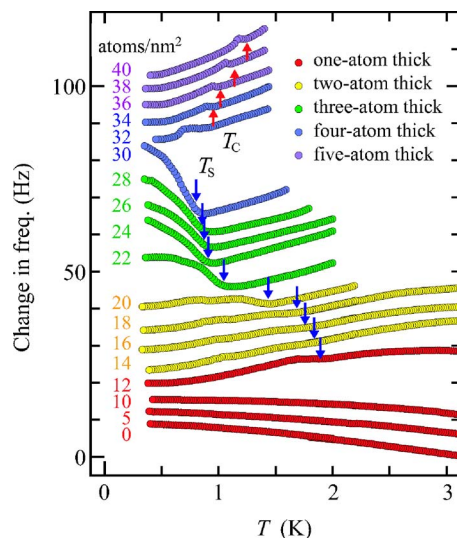 atoms/nm²
40
38
36
34
32
30
28
26
24
22
20
18
16
14
12
10
5
0
one-atom thick
two-atom thick
three-atom thick
four-atom thick
five-atom thick
T_C
T_S
100
50
0
Change in freq. (Hz)
0
1
2
3
T (K)